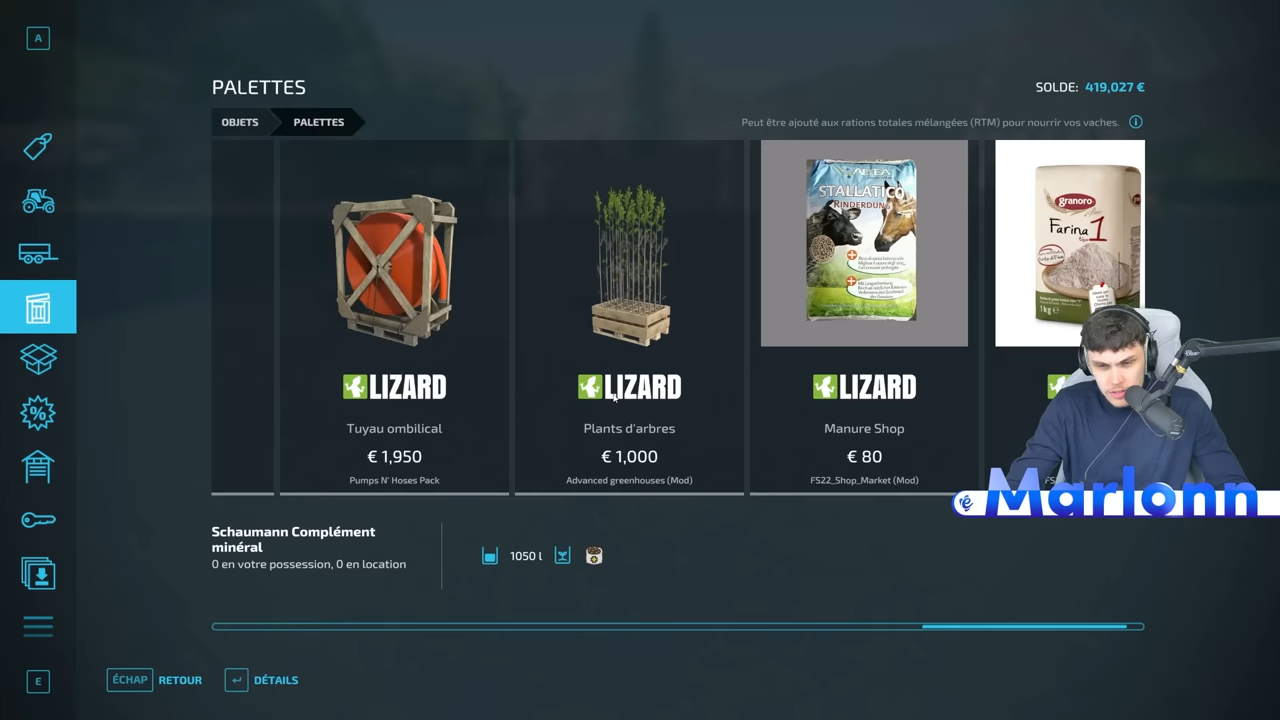 A
PALETTES
SOLDE: 419,027 €
OBJETS
PALETTES
Peut être ajouté aux rations totales mélangées (RTM) pour nourrir vos vaches.
STALLATICO
RINDERDUNG
granoro
Farina 1
1kg e
LIZARD
LIZARD
LIZARD
Tuyau ombilical
Plants d'arbres
Manure Shop
€ 1,950
€ 1,000
€ 80
Pumps N' Hoses Pack
Advanced greenhouses (Mod)
FS22_Shop_Market (Mod)
Marlonn
Schaumann Complément
minéral
0 en votre possession, 0 en location
1050 l
E
ÉCHAP RETOUR
DÉTAILS